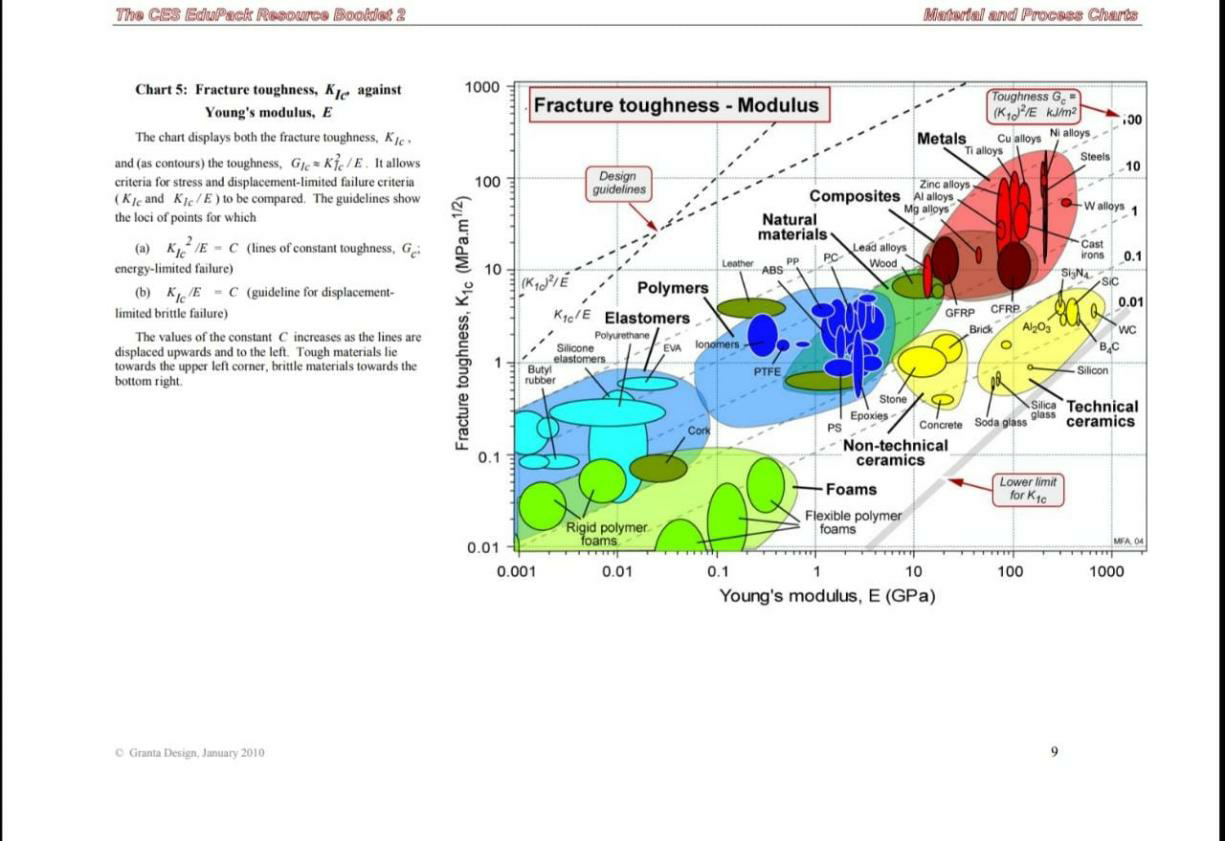 The CES EduPack Resource Booklet 2
Material and Process Charts
Chart 5: Fracture toughness, K_Ic, against
Young's modulus, E
The chart displays both the fracture toughness, K_Ic,
and (as contours) the toughness, G_Ic ≈ K_Ic^2 / E. It allows
criteria for stress and displacement-limited failure criteria
(K_Ic and K_Ic / E) to be compared. The guidelines show
the loci of points for which
(a) K_Ic^2 /E = C (lines of constant toughness, G_c;
energy-limited failure)
(b) K_Ic /E = C (guideline for displacement-
limited brittle failure)
The values of the constant C increases as the lines are
displaced upwards and to the left. Tough materials lie
towards the upper left corner, brittle materials towards the
bottom right.
Fracture toughness - Modulus
Fracture toughness, K1c (MPa.m^1/2)
1000
100
10
1
0.1
0.01
Design
guidelines
Toughness Gc =
(K1c)²/E kJ/m²
100
10
1
0.1
0.01
Metals
Ti alloys
Cu alloys
Ni alloys
Steels
Zinc alloys
Al alloys
Mg alloys
W alloys
Cast
irons
Composites
Natural
materials
Lead alloys
Wood
Leather
ABS
PP
PC
(K1c)²/E
K1c/E
Polymers
Elastomers
Polyurethane
Silicone
elastomers
EVA
Ionomers
PTFE
Butyl
rubber
GFRP
CFRP
Si3N4
SiC
Al2O3
Brick
WC
B4C
Silicon
Stone
Epoxies
PS
Concrete
Soda glass
Silica
glass
Technical
ceramics
Non-technical
ceramics
Cork
Foams
Flexible polymer
foams
Rigid polymer
foams
Lower limit
for K1c
MFA, 04
0.001
0.01
0.1
1
10
100
1000
Young's modulus, E (GPa)
© Granta Design, January 2010
9